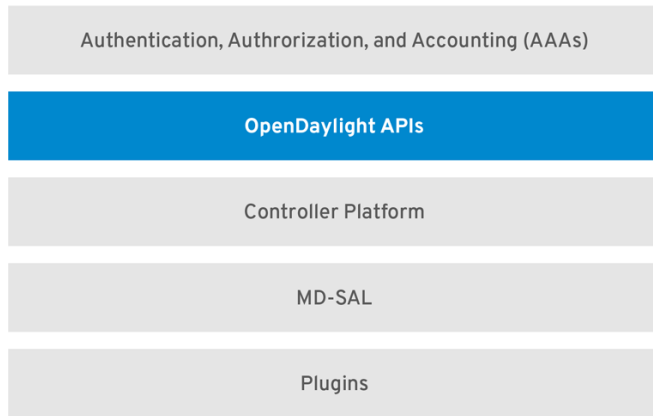 Authentication, Authrorization, and Accounting (AAAs)
OpenDaylight APIs
Controller Platform
MD-SAL
Plugins